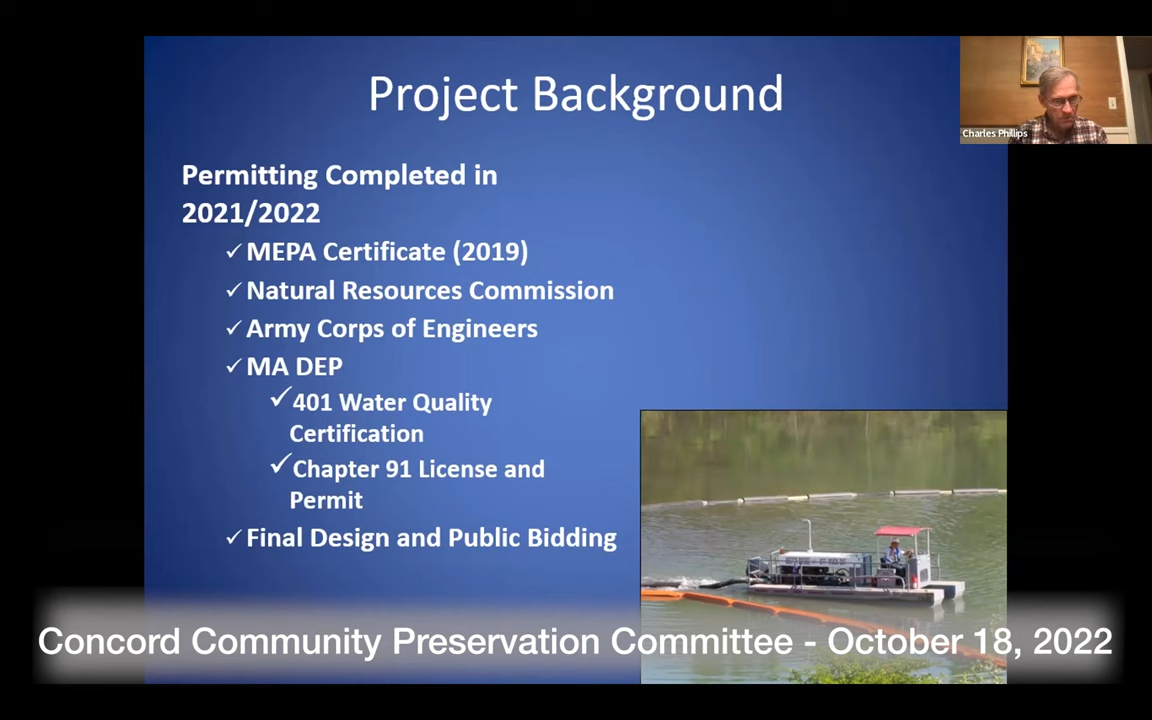 Project Background
Charles Phillips
Permitting Completed in
2021/2022
✓MEPA Certificate (2019)
✓Natural Resources Commission
✓Army Corps of Engineers
✓MA DEP
✓401 Water Quality
Certification
✓Chapter 91 License and
Permit
✓Final Design and Public Bidding
Concord Community Preservation Committee - October 18, 2022